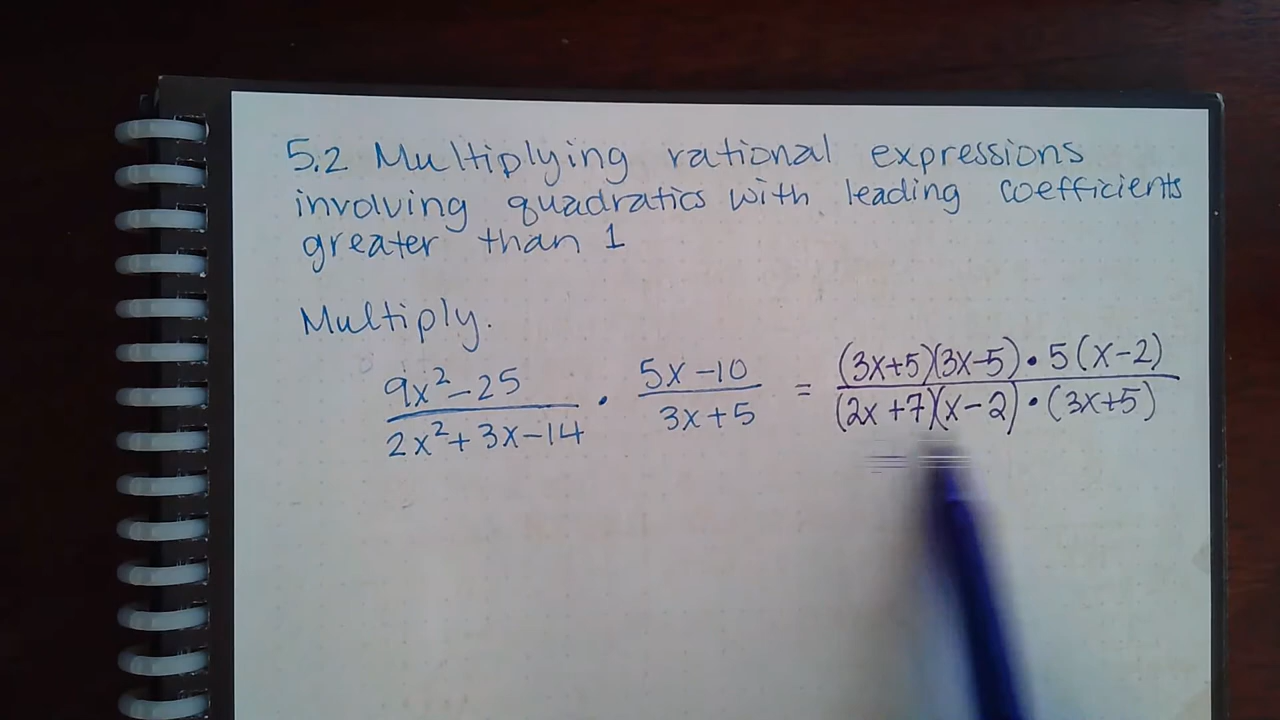 5.2 Multiplying rational expressions
involving quadratics with leading coefficients
greater than 1
Multiply.
9x²-25 / 2x²+3x-14 • 5x-10 / 3x+5 = (3x+5)(3x-5)•5(x-2) / (2x+7)(x-2)•(3x+5)